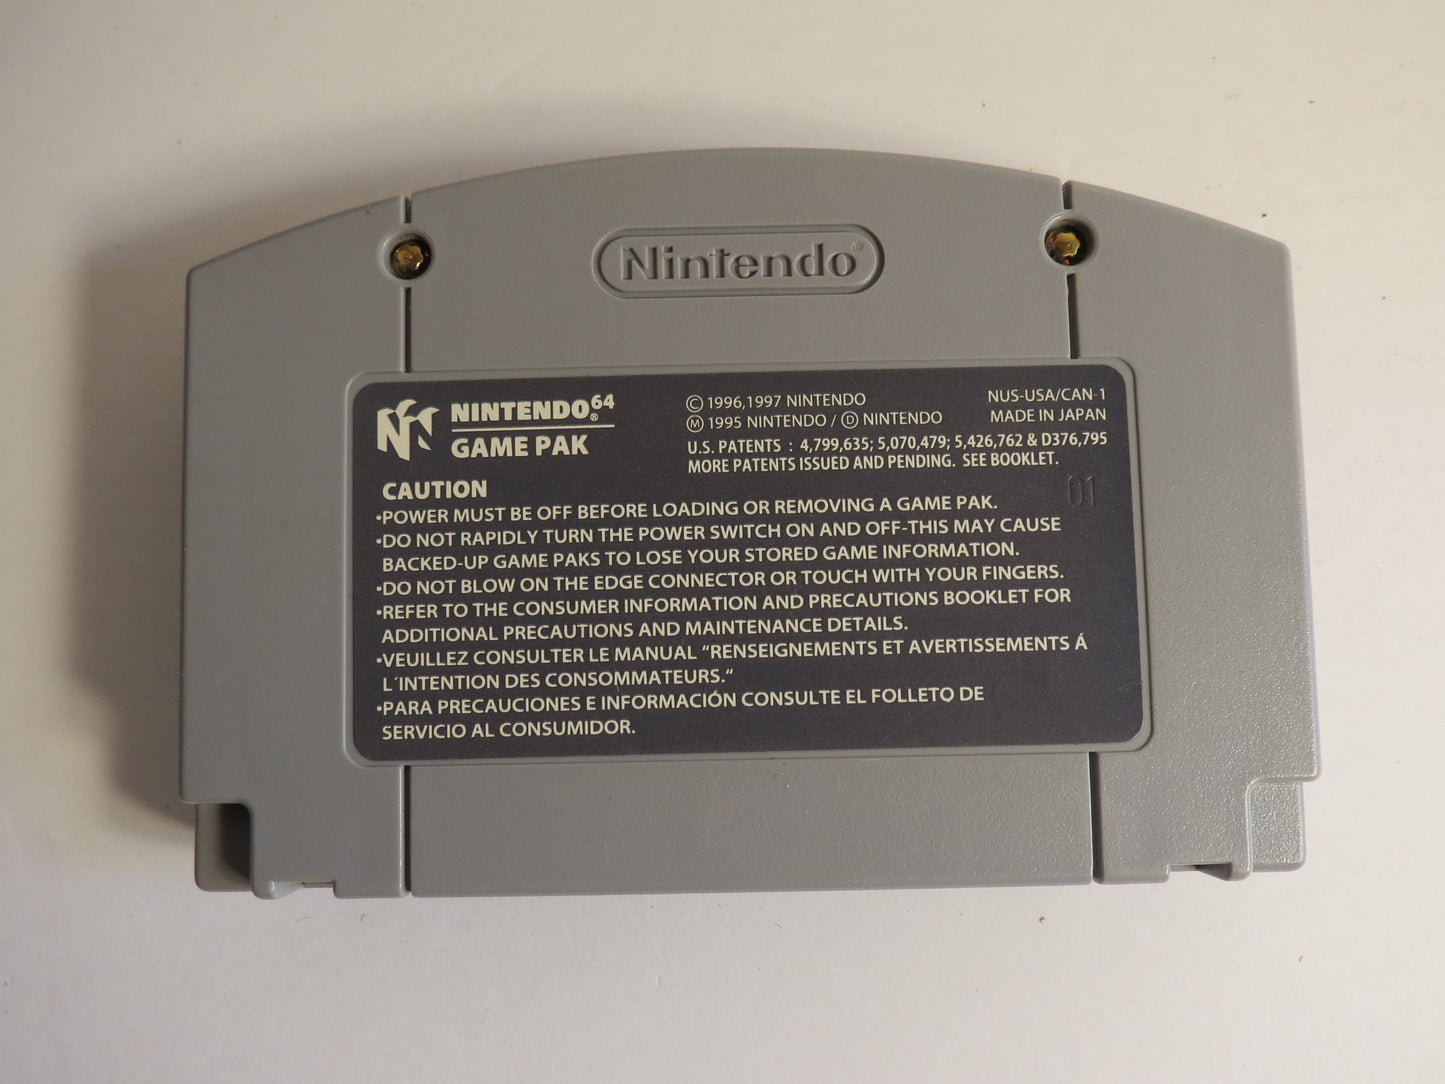 Nintendo®
NINTENDO®64
GAME PAK
© 1996,1997 NINTENDO
Ⓜ 1995 NINTENDO / Ⓓ NINTENDO
NUS-USA/CAN-1
MADE IN JAPAN
U.S. PATENTS : 4,799,635; 5,070,479; 5,426,762 & D376,795
MORE PATENTS ISSUED AND PENDING. SEE BOOKLET.
01
CAUTION
•POWER MUST BE OFF BEFORE LOADING OR REMOVING A GAME PAK.
•DO NOT RAPIDLY TURN THE POWER SWITCH ON AND OFF-THIS MAY CAUSE
BACKED-UP GAME PAKS TO LOSE YOUR STORED GAME INFORMATION.
•DO NOT BLOW ON THE EDGE CONNECTOR OR TOUCH WITH YOUR FINGERS.
•REFER TO THE CONSUMER INFORMATION AND PRECAUTIONS BOOKLET FOR
ADDITIONAL PRECAUTIONS AND MAINTENANCE DETAILS.
•VEUILLEZ CONSULTER LE MANUAL “RENSEIGNEMENTS ET AVERTISSEMENTS Á
L´INTENTION DES CONSOMMATEURS.“
•PARA PRECAUCIONES E INFORMACIÓN CONSULTE EL FOLLETO DE
SERVICIO AL CONSUMIDOR.